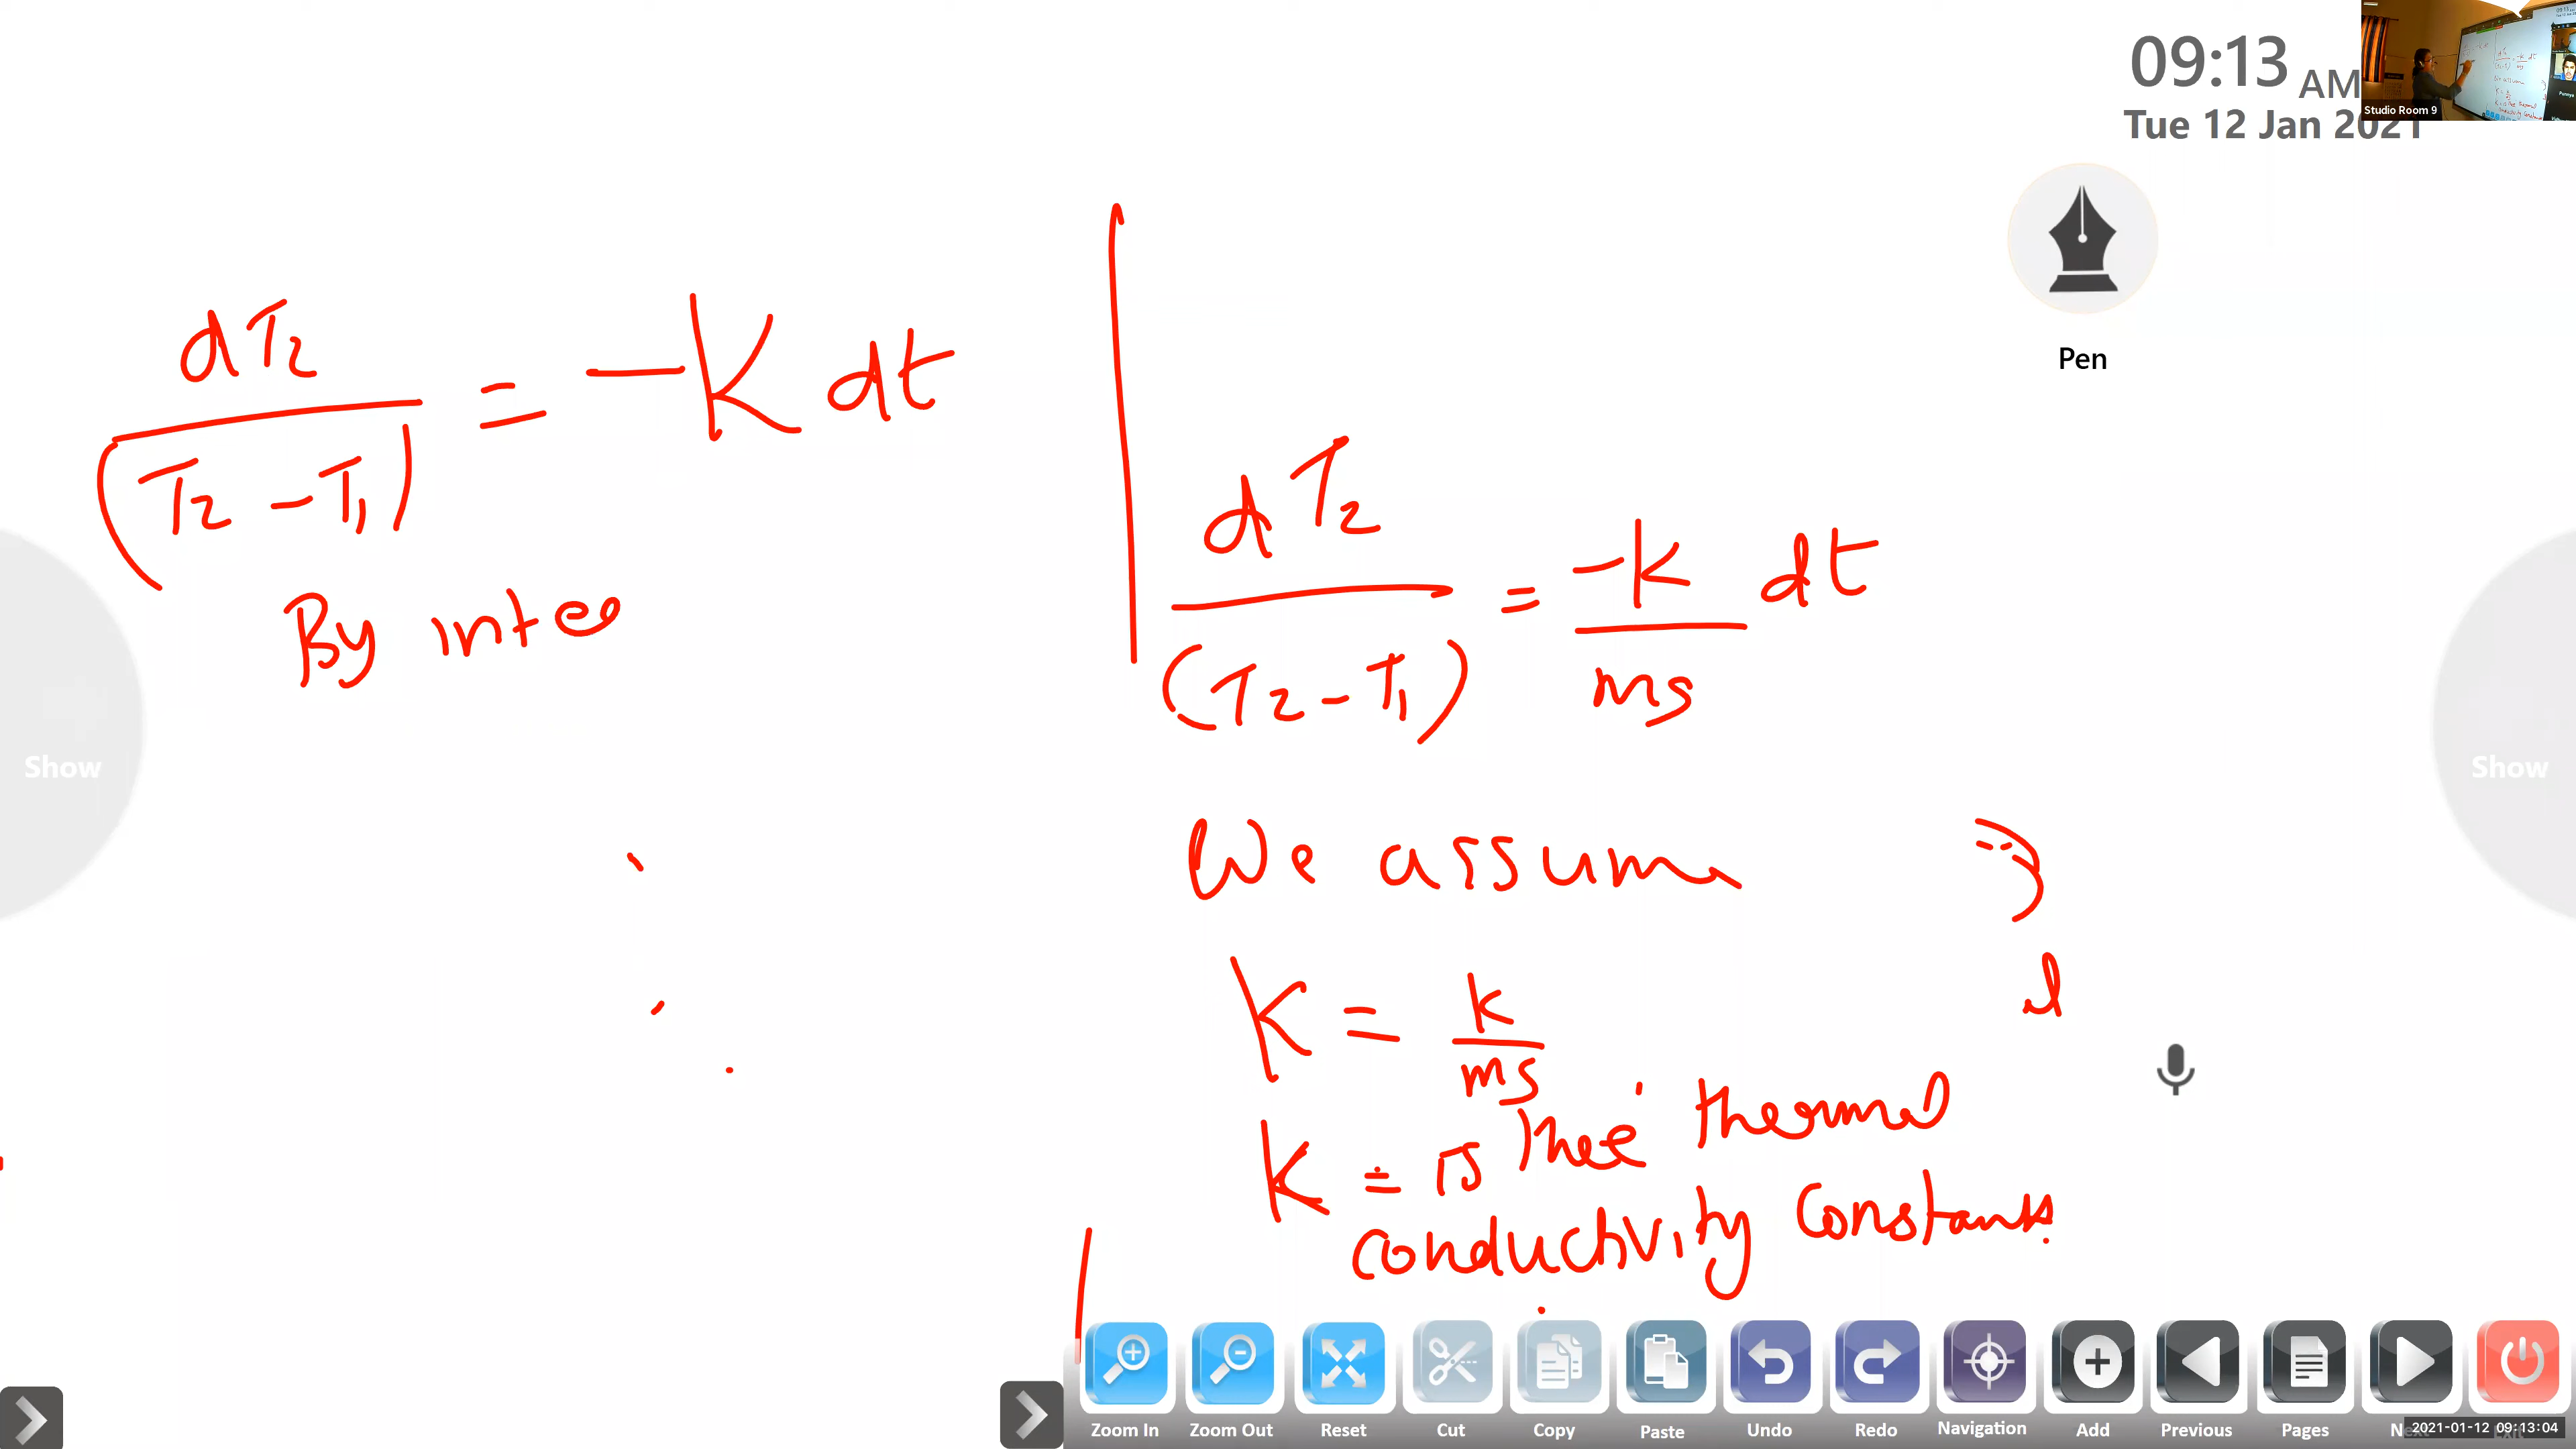 09:13 AM
Tue 12 Jan 2021
Studio Room 9
Pen
dT₂
(T₂ - T₁)
= -K dt
By inte
dT₂
(T₂ - T₁)
= -k dt
ms
We assume
K = k
ms
K = is thee thermal
conductivity constants.
Show
Show
Zoom In
Zoom Out
Reset
Cut
Copy
Paste
Undo
Redo
Navigation
Add
Previous
Pages
2021-01-12 09:13:04